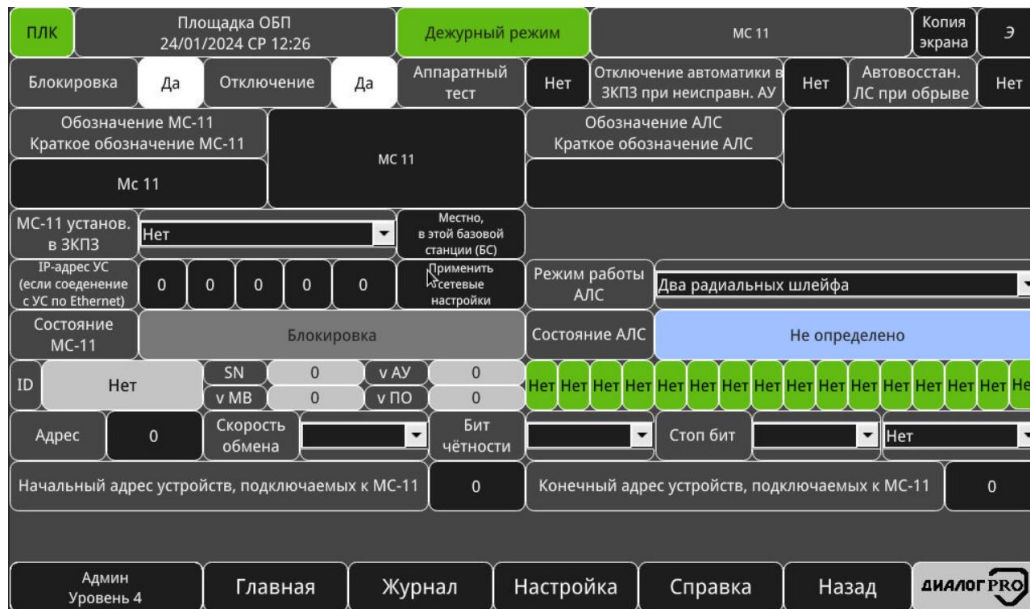 ПЛК
Площадка ОБП
24/01/2024 СР 12:26
Дежурный режим
МС 11
Копия
экрана
Э
Блокировка
Да
Отключение
Да
Аппаратный
тест
Нет
Отключение автоматики в
ЗКПЗ при неисправн. АУ
Нет
Автовосстан.
ЛС при обрыве
Нет
Обозначение МС-11
Краткое обозначение МС-11
МС 11
Обозначение АЛС
Краткое обозначение АЛС
Мс 11
МС-11 установ.
в ЗКПЗ
Нет
Местно,
в этой базовой
станции (БС)
IP-адрес УС
(если соеденение
с УС по Ethernet)
0
0
0
0
0
Применить
сетевые
настройки
Режим работы
АЛС
Два радиальных шлейфа
Состояние
МС-11
Блокировка
Состояние АЛС
Не определено
ID
Нет
SN
0
v АУ
0
v МВ
0
v ПО
0
Нет Нет Нет Нет Нет Нет Нет Нет Нет Нет Нет Нет Нет Нет Нет Не
Адрес
0
Скорость
обмена
Бит
чётности
Стоп бит
Нет
Начальный адрес устройств, подключаемых к МС-11
0
Конечный адрес устройств, подключаемых к МС-11
0
Админ
Уровень 4
Главная
Журнал
Настройка
Справка
Назад
ДИАЛОГ PRO